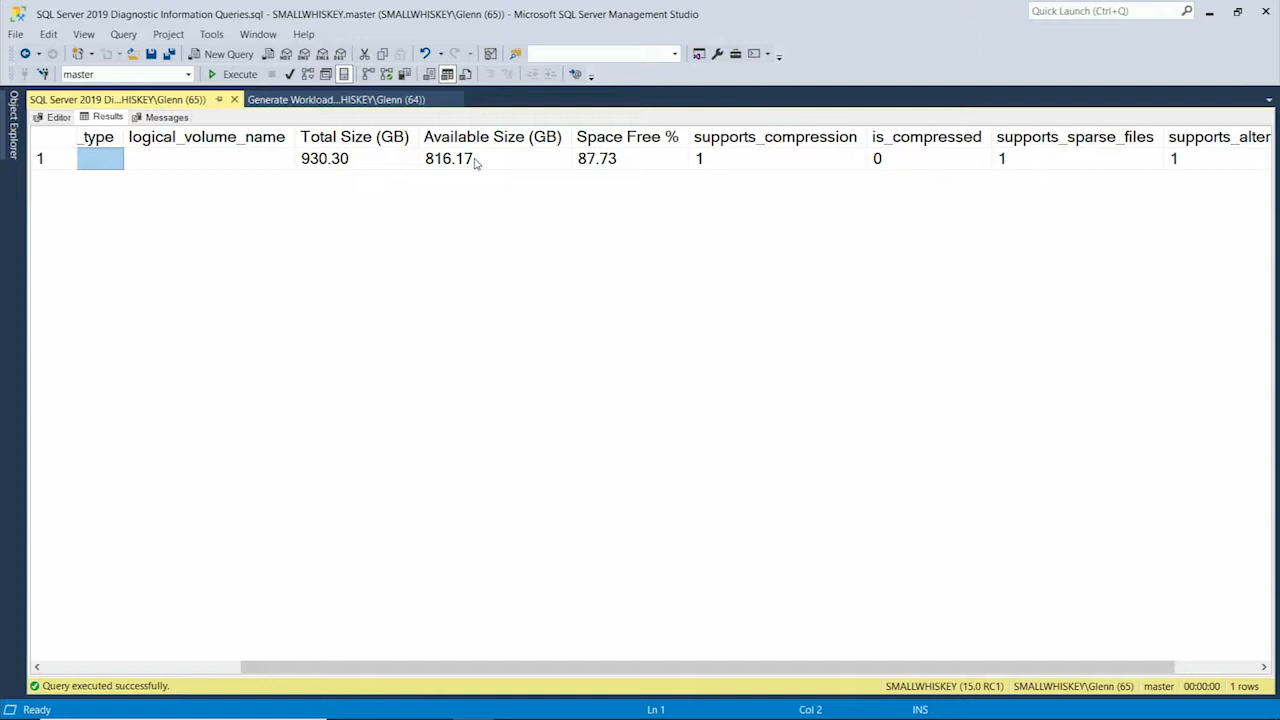 SQL Server 2019 Diagnostic Information Queries.sql - SMALLWHISKEY.master (SMALLWHISKEY\Glenn (65)) - Microsoft SQL Server Management Studio
Quick Launch (Ctrl+Q)
File Edit View Query Project Tools Window Help
New Query
master Execute
Object Explorer
SQL Server 2019 Di...HISKEY\Glenn (65)) Generate Workload...HISKEY\Glenn (64))
Editor Results Messages
_type logical_volume_name Total Size (GB) Available Size (GB) Space Free % supports_compression is_compressed supports_sparse_files supports_alter
1 930.30 816.17 87.73 1 0 1 1
Query executed successfully. SMALLWHISKEY (15.0 RC1) SMALLWHISKEY\Glenn (65) master 00:00:00 1 rows
Ready Ln 1 Col 2 INS